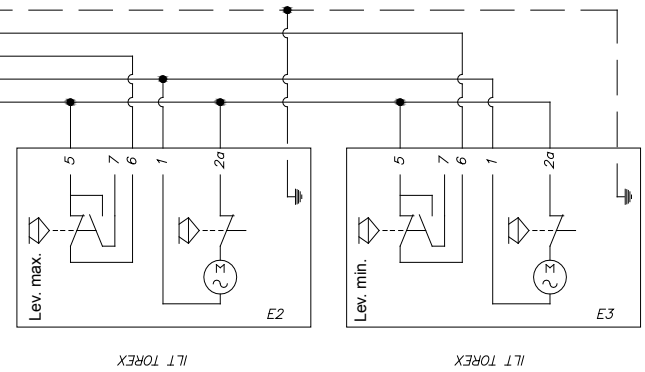 5 7 6 1 2a
5 7 6 1 2a
Lev. max.
M
E2
Lev. min.
M
E3
ILT TOREX
ILT TOREX